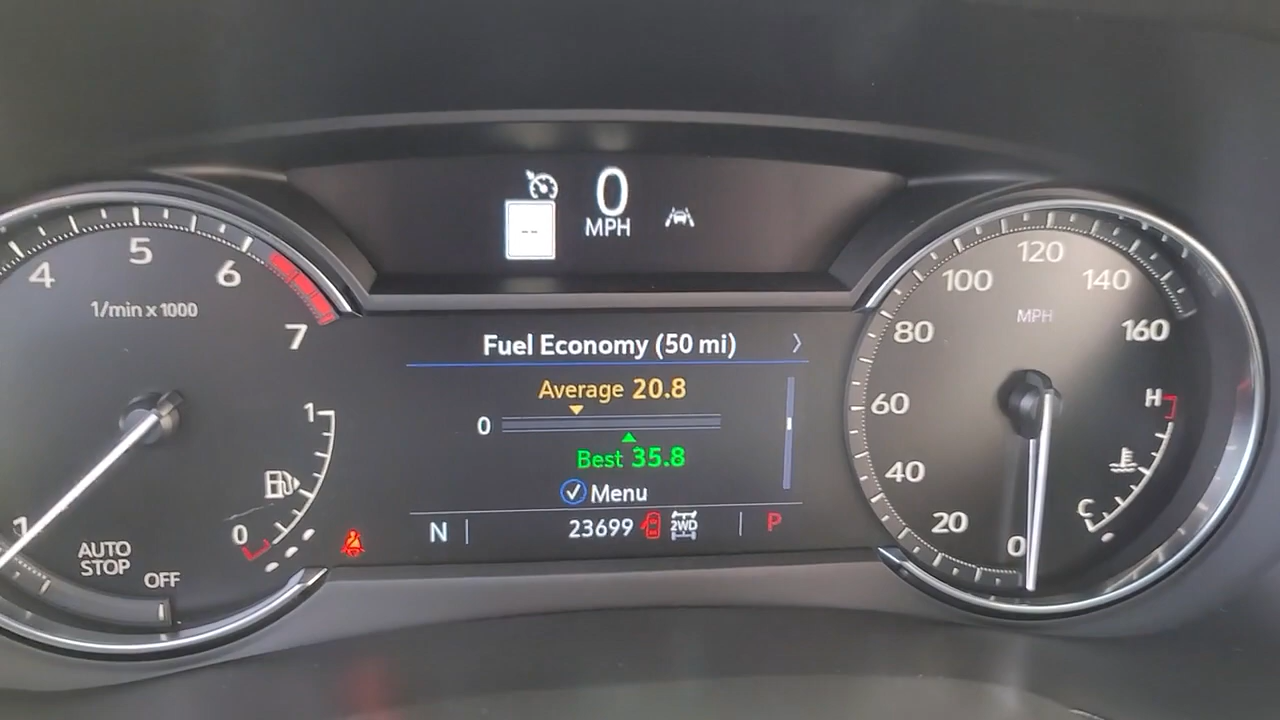 0
MPH
--
4 5 6 7
1/min x 1000
1
0
1
AUTO
STOP
OFF
Fuel Economy (50 mi)
Average 20.8
0
Best 35.8
Menu
N
23699
2WD
P
0 20 40 60 80 100 120 140 160
MPH
H
C